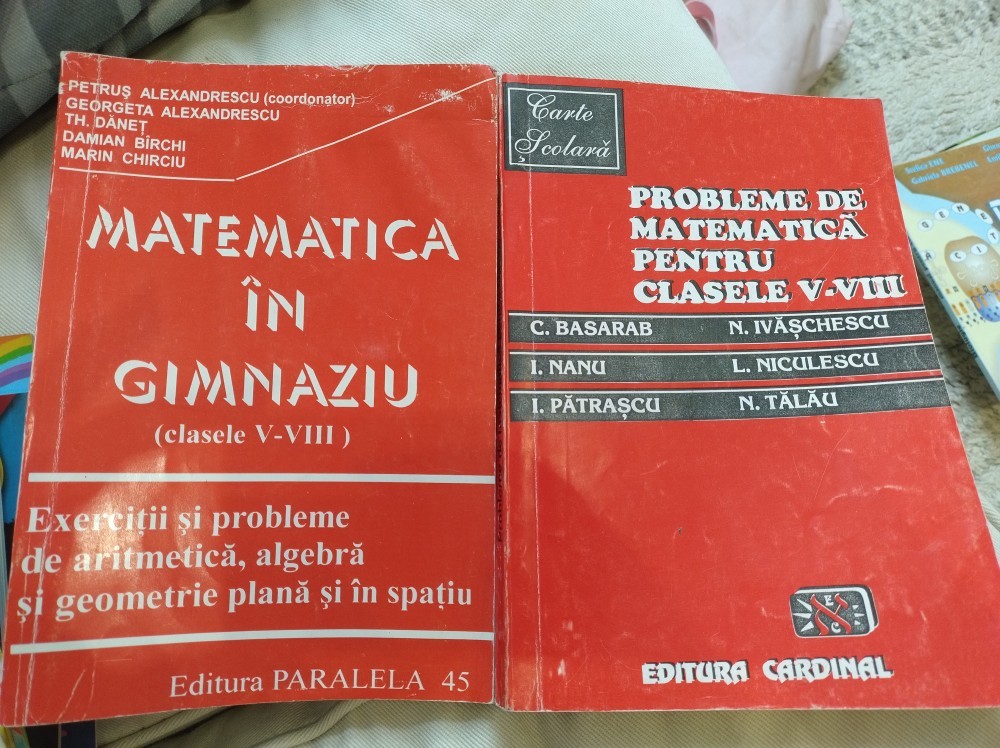 PETRUȘ ALEXANDRESCU (coordonator)
GEORGETA ALEXANDRESCU
TH. DĂNEȚ
DAMIAN BÎRCHI
MARIN CHIRCIU
MATEMATICA
ÎN
GIMNAZIU
(clasele V-VIII)
Exerciții și probleme
de aritmetică, algebră
și geometrie plană și în spațiu
Editura PARALELA 45
Carte
Școlară
PROBLEME DE
MATEMATICĂ
PENTRU
CLASELE V-VIII
C. BASARAB N. IVĂȘCHESCU
I. NANU L. NICULESCU
I. PĂTRAȘCU N. TĂLĂU
EDITURA CARDINAL